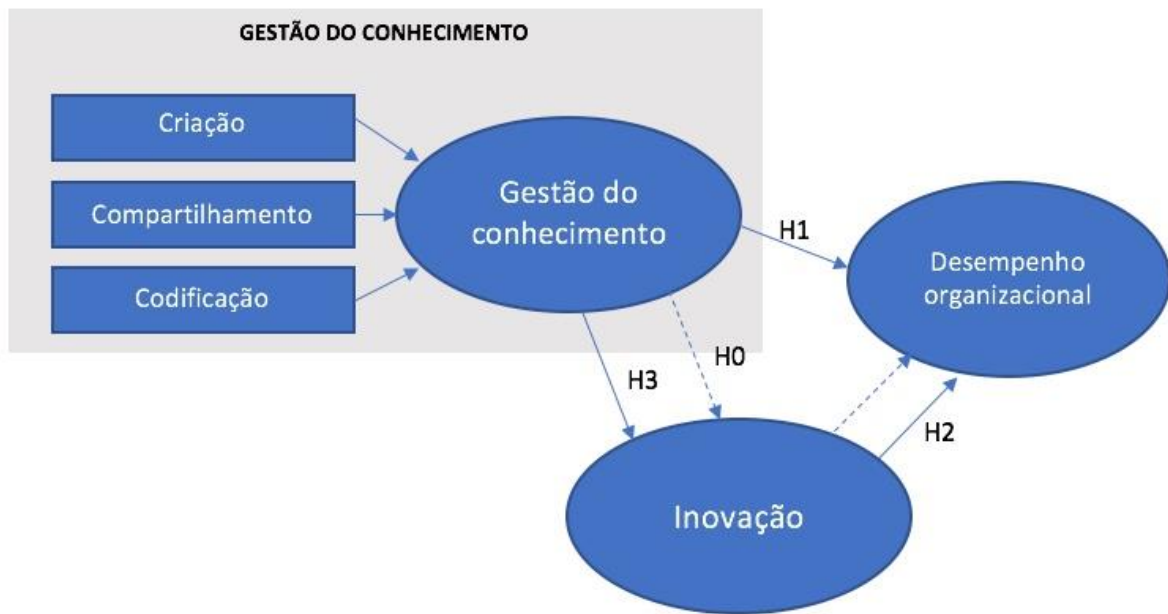 GESTÃO DO CONHECIMENTO
Criação
Compartilhamento
Codificação
Gestão do
conhecimento
H1
Desempenho
organizacional
H0
H3
H2
Inovação